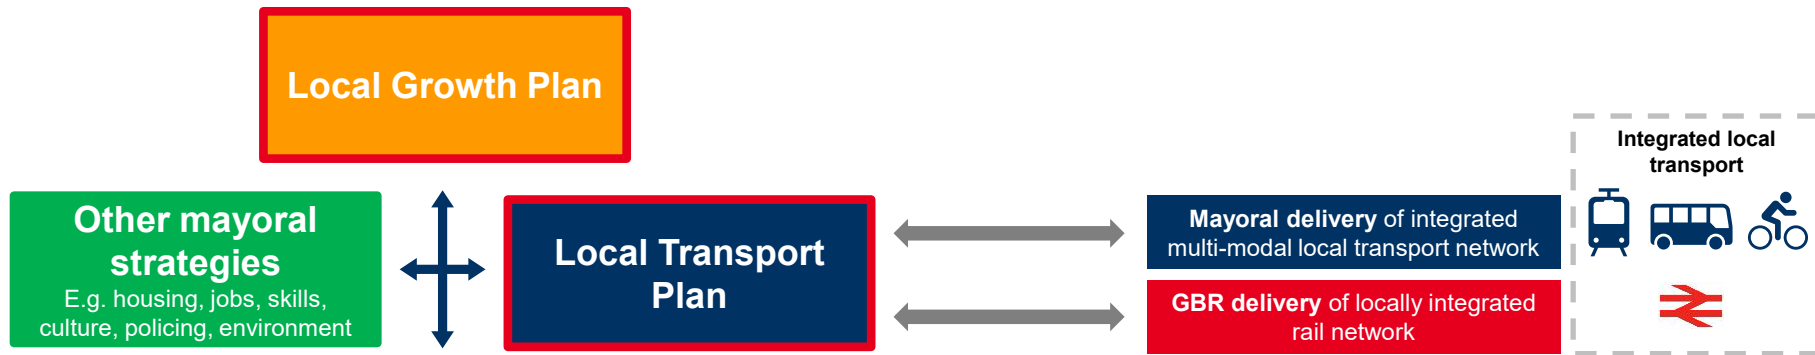 Local Growth Plan
Other mayoral
strategies
E.g. housing, jobs, skills,
culture, policing, environment
Local Transport
Plan
Mayoral delivery of integrated
multi-modal local transport network
GBR delivery of locally integrated
rail network
Integrated local
transport